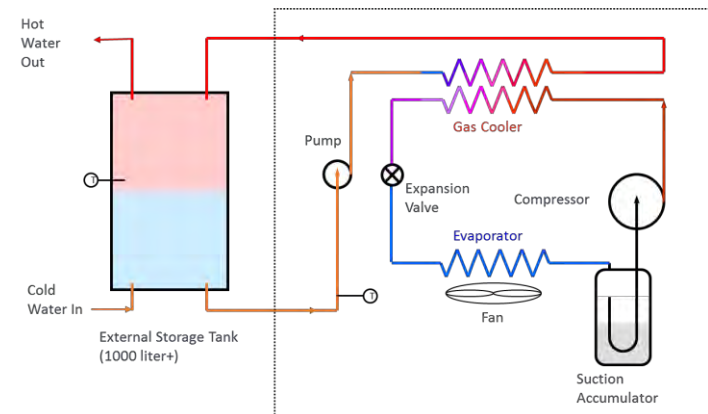 Hot
Water
Out
Pump
Gas Cooler
Expansion
Valve
Compressor
T
Evaporator
Cold
Water In
T
Fan
External Storage Tank
(1000 liter+)
Suction
Accumulator